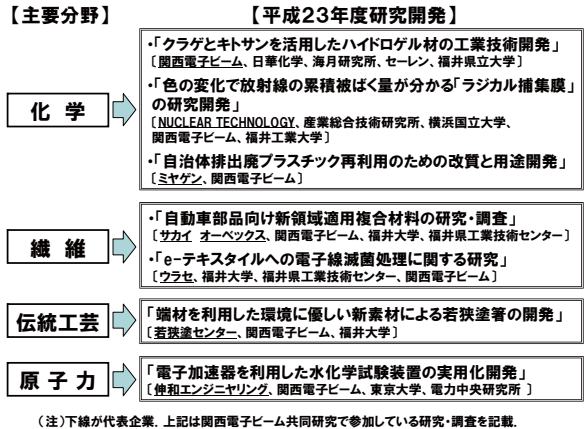 【主要分野】 【平成23年度研究開発】
・「クラゲとキトサンを活用したハイドロゲル材の工業技術開発」
〔関西電子ビーム、日華化学、海月研究所、セーレン、福井県立大学〕
・「色の変化で放射線の累積被ばく量が分かる「ラジカル捕集膜」
の研究開発」
〔NUCLEAR TECHNOLOGY、産業総合技術研究所、横浜国立大学、
関西電子ビーム、福井工業大学〕
・「自治体排出廃プラスチック再利用のための改質と用途開発」
〔ミヤゲン、関西電子ビーム〕
化 学
・「自動車部品向け新領域適用複合材料の研究・調査」
〔サカイ オーベックス、関西電子ビーム、福井大学、福井県工業技術センター〕
・「e-テキスタイルへの電子線滅菌処理に関する研究」
〔ウラセ、福井大学、福井県工業技術センター、関西電子ビーム〕
繊 維
「端材を利用した環境に優しい新素材による若狭塗箸の開発」
〔若狭塗センター、関西電子ビーム、福井大学〕
伝統工芸
「電子加速器を利用した水化学試験装置の実用化開発」
〔伸和エンジニヤリング、関西電子ビーム、東京大学、電力中央研究所 〕
原 子 力
（注）下線が代表企業．上記は関西電子ビーム共同研究で参加している研究・調査を記載．